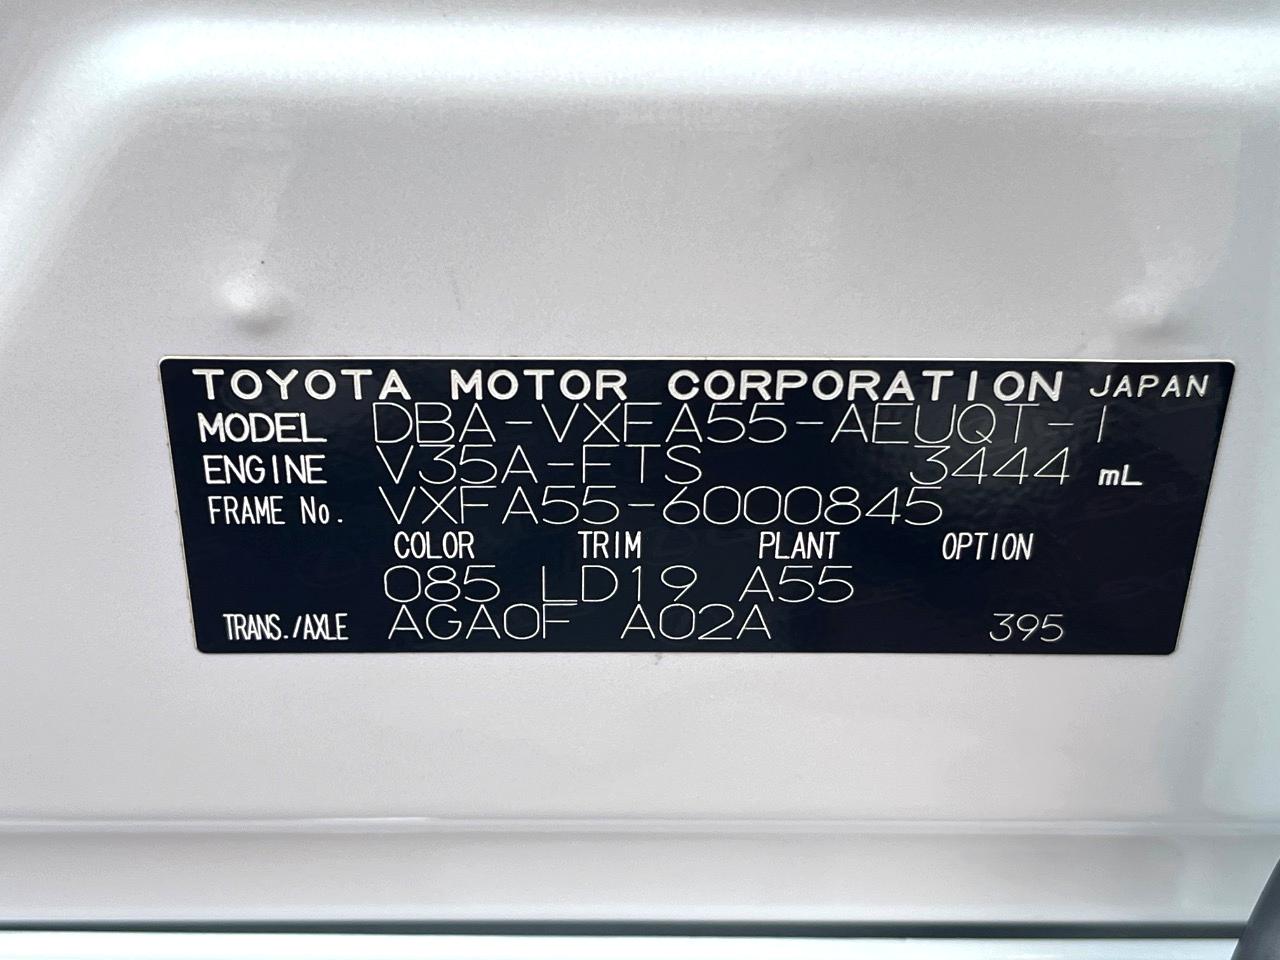 TOYOTA MOTOR CORPORATION JAPAN
MODEL DBA-VXFA55-AEUQT-I
ENGINE V35A-FTS 3444 mL
FRAME No. VXFA55-6000845
COLOR TRIM PLANT OPTION
085 LD19 A55
TRANS./AXLE AGA0F A02A 395